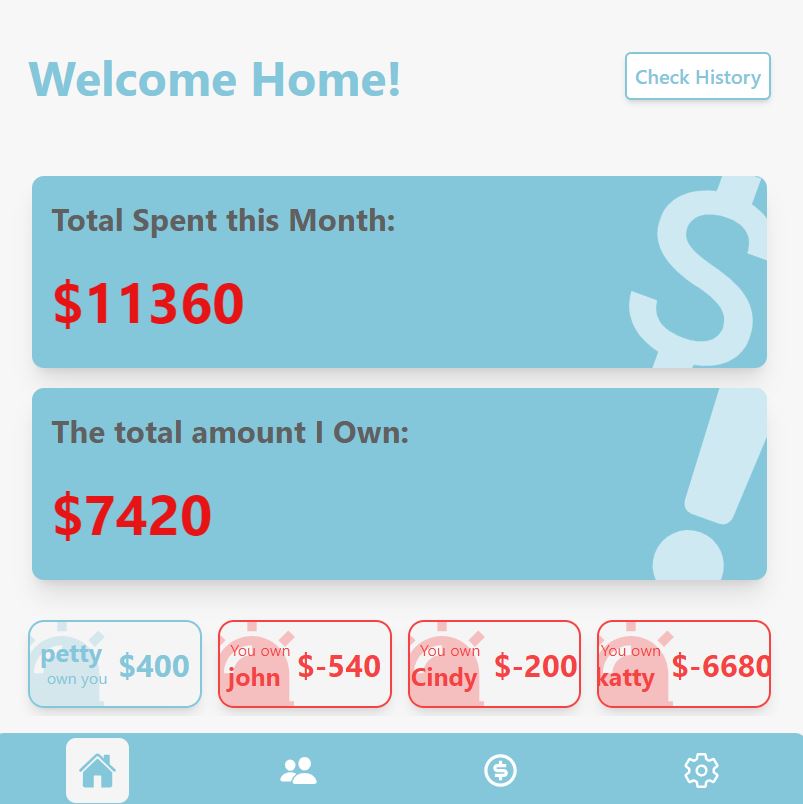 Welcome Home!
Check History
Total Spent this Month:
$11360
The total amount I Own:
$7420
petty
own you
$400
You own
john
$-540
You own
Cindy
$-200
You own
katty
$-6680